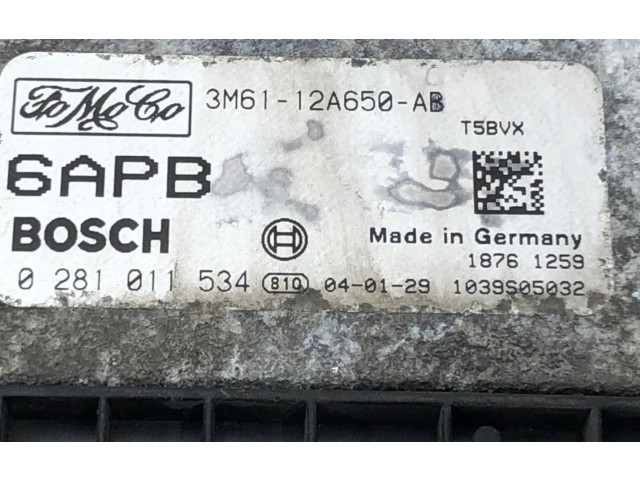 FoMoCo 3M61-12A650-AB
T5BVX
6APB
BOSCH
Made in Germany
1876 1259
0 281 011 534 810 04-01-29 1039S05032